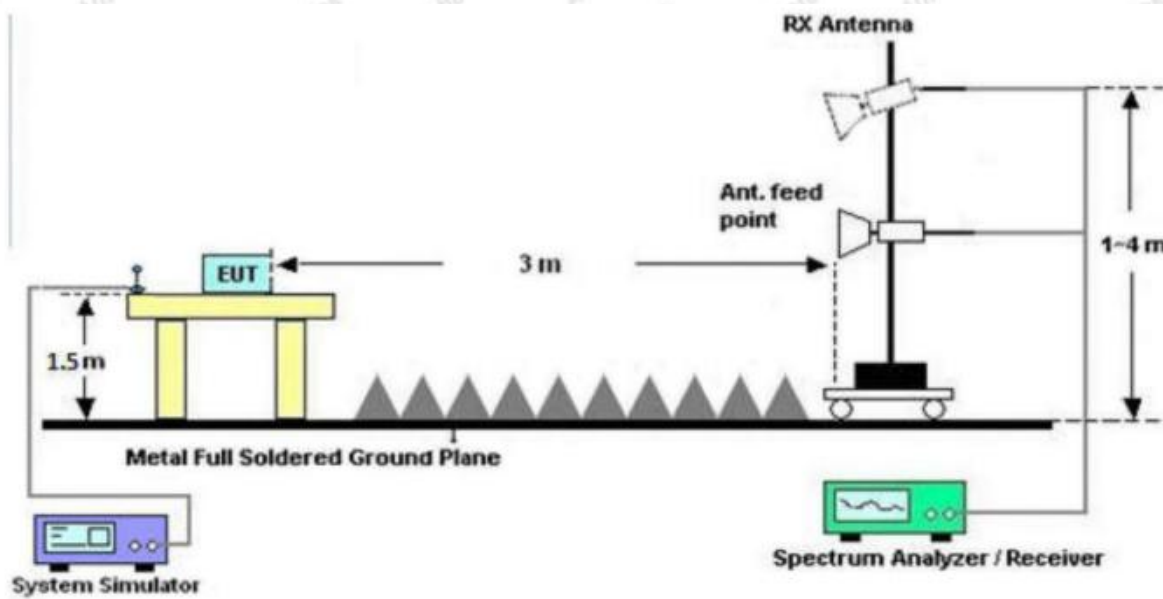 RX Antenna
Ant. feed
point
3 m
1~4 m
EUT
1.5 m
Metal Full Soldered Ground Plane
System Simulator
Spectrum Analyzer / Receiver